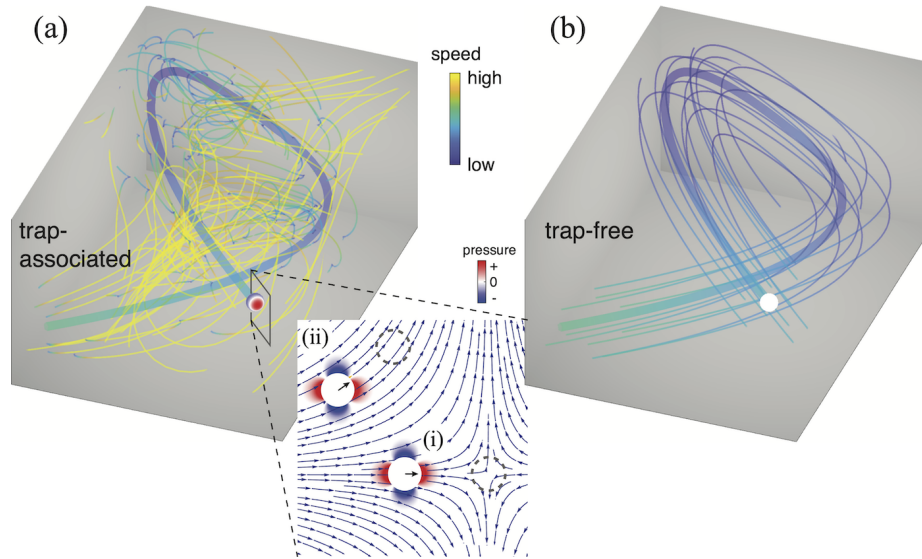 (a)
speed
high
low
trap-
associated
(b)
trap-free
pressure
+
0
-
(ii)
(i)